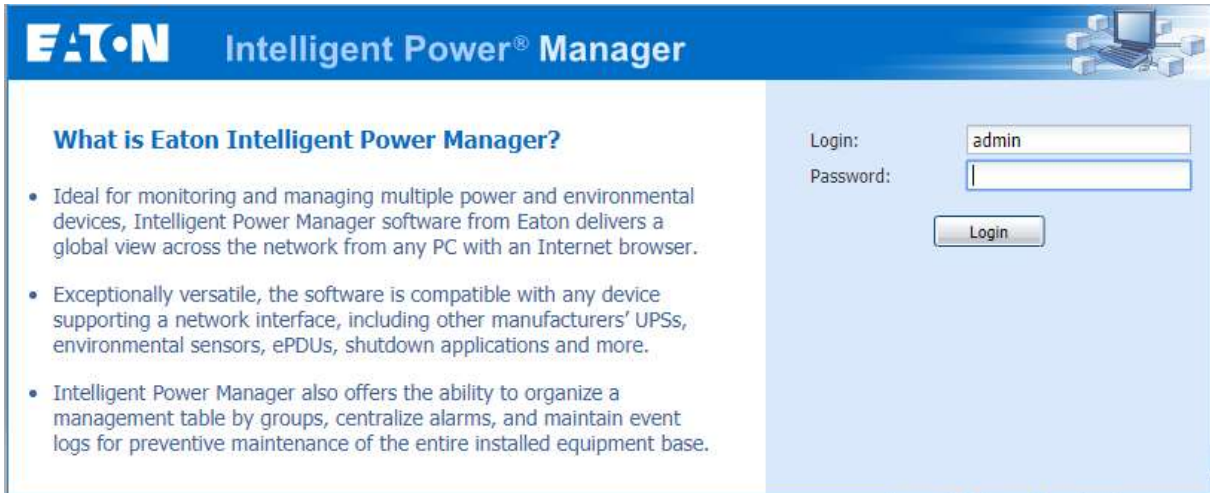 EATON Intelligent Power® Manager
What is Eaton Intelligent Power Manager?
• Ideal for monitoring and managing multiple power and environmental
devices, Intelligent Power Manager software from Eaton delivers a
global view across the network from any PC with an Internet browser.
• Exceptionally versatile, the software is compatible with any device
supporting a network interface, including other manufacturers’ UPSs,
environmental sensors, ePDUs, shutdown applications and more.
• Intelligent Power Manager also offers the ability to organize a
management table by groups, centralize alarms, and maintain event
logs for preventive maintenance of the entire installed equipment base.
Login: admin
Password:
Login